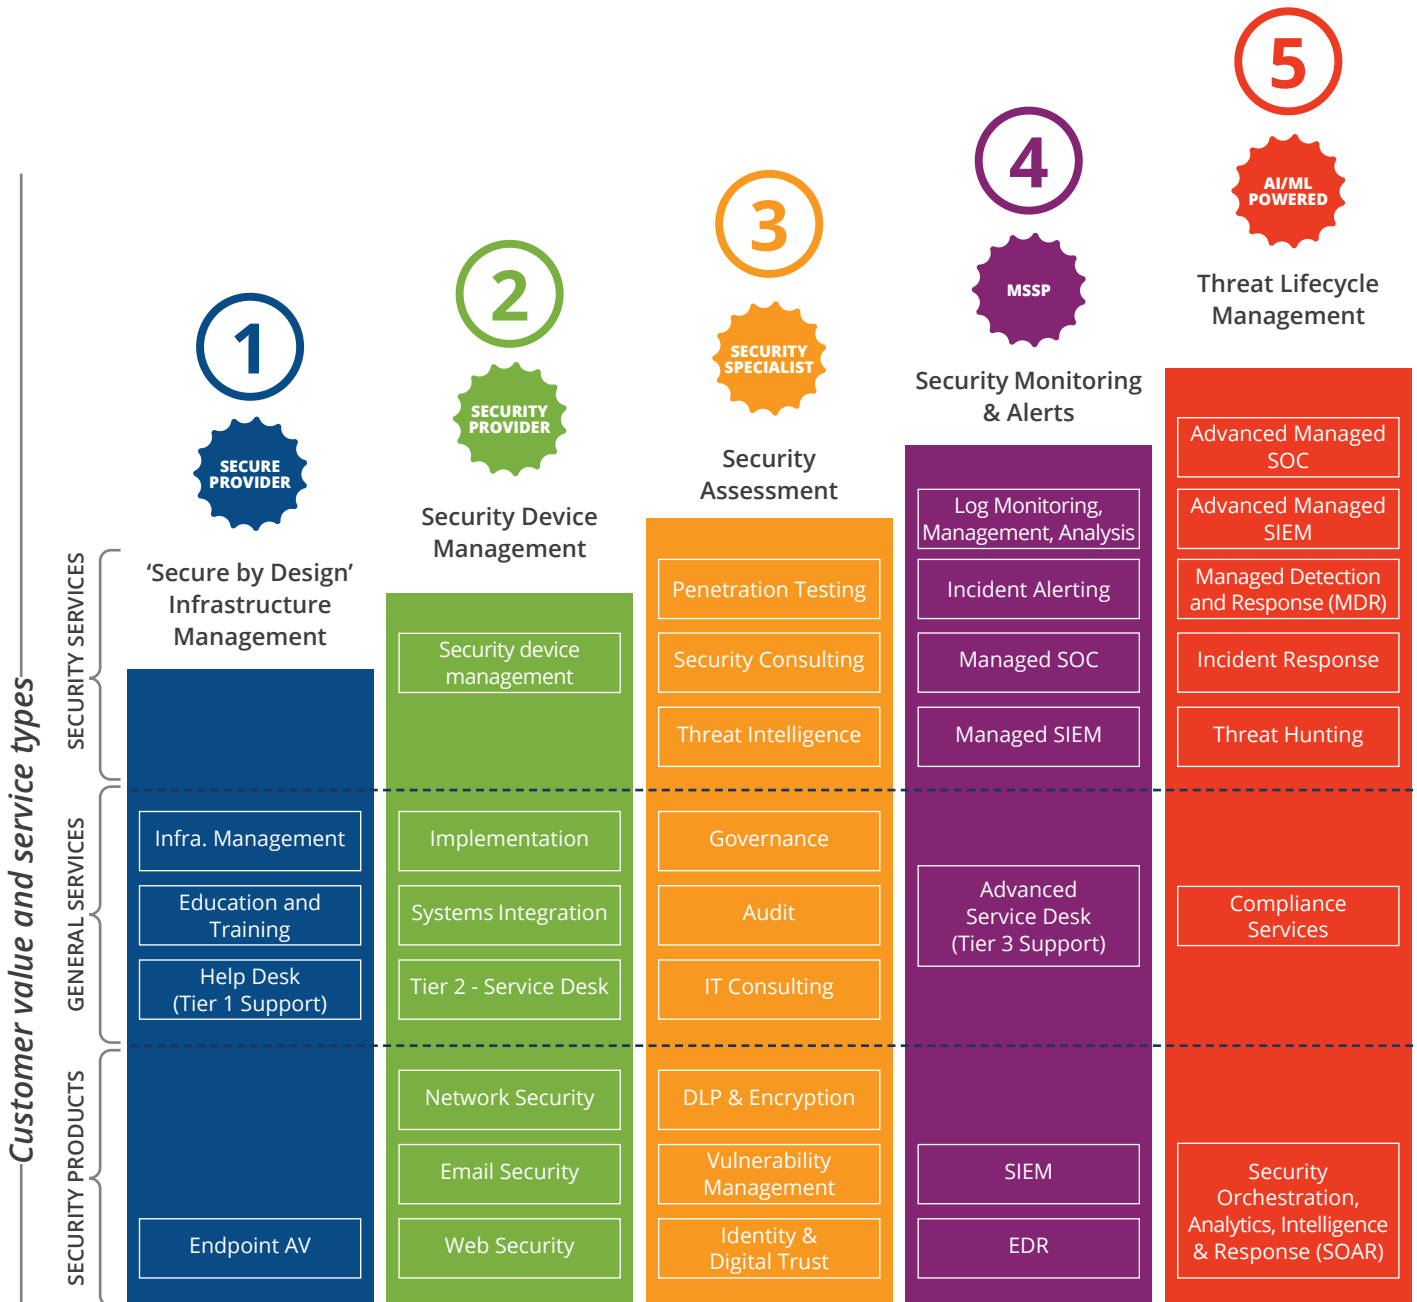 Customer value and service types
SECURITY SERVICES
GENERAL SERVICES
SECURITY PRODUCTS
1
SECURE
PROVIDER
‘Secure by Design’
Infrastructure
Management
Infra. Management
Education and
Training
Help Desk
(Tier 1 Support)
Endpoint AV
2
SECURITY
PROVIDER
Security Device
Management
Security device
management
Implementation
Systems Integration
Tier 2 - Service Desk
Network Security
Email Security
Web Security
3
SECURITY
SPECIALIST
Security
Assessment
Penetration Testing
Security Consulting
Threat Intelligence
Governance
Audit
IT Consulting
DLP & Encryption
Vulnerability
Management
Identity &
Digital Trust
4
MSSP
Security Monitoring
& Alerts
Log Monitoring,
Management, Analysis
Incident Alerting
Managed SOC
Managed SIEM
Advanced
Service Desk
(Tier 3 Support)
SIEM
EDR
5
AI/ML
POWERED
Threat Lifecycle
Management
Advanced Managed
SOC
Advanced Managed
SIEM
Managed Detection
and Response (MDR)
Incident Response
Threat Hunting
Compliance
Services
Security
Orchestration,
Analytics, Intelligence
& Response (SOAR)